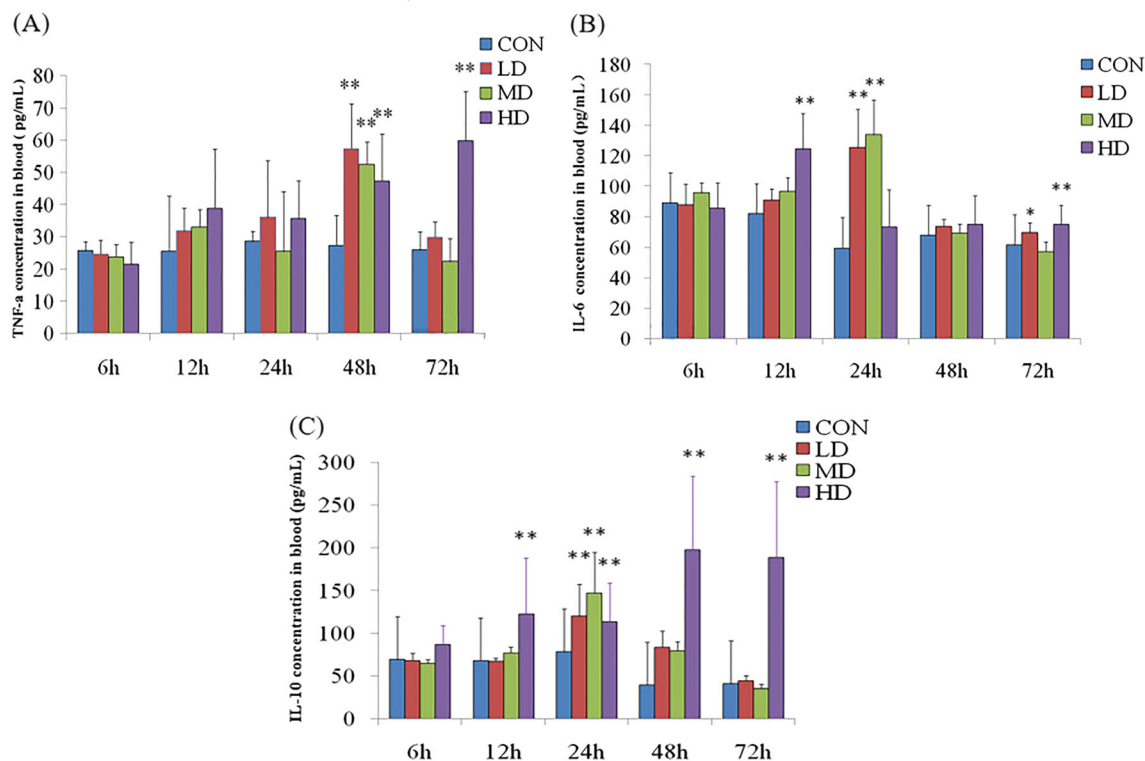 (A)
CON
LD
MD
HD
TNF-a concentration in blood ( pg/mL)
80
70
60
50
40
30
20
10
0
** ** ** **
6h 12h 24h 48h 72h
(B)
CON
LD
MD
HD
IL-6 concentration in blood (pg/mL)
180
160
140
120
100
80
60
40
20
0
** ** ** * **
6h 12h 24h 48h 72h
(C)
CON
LD
MD
HD
IL-10 concentration in blood (pg/mL)
300
250
200
150
100
50
0
** ** ** ** ** **
6h 12h 24h 48h 72h